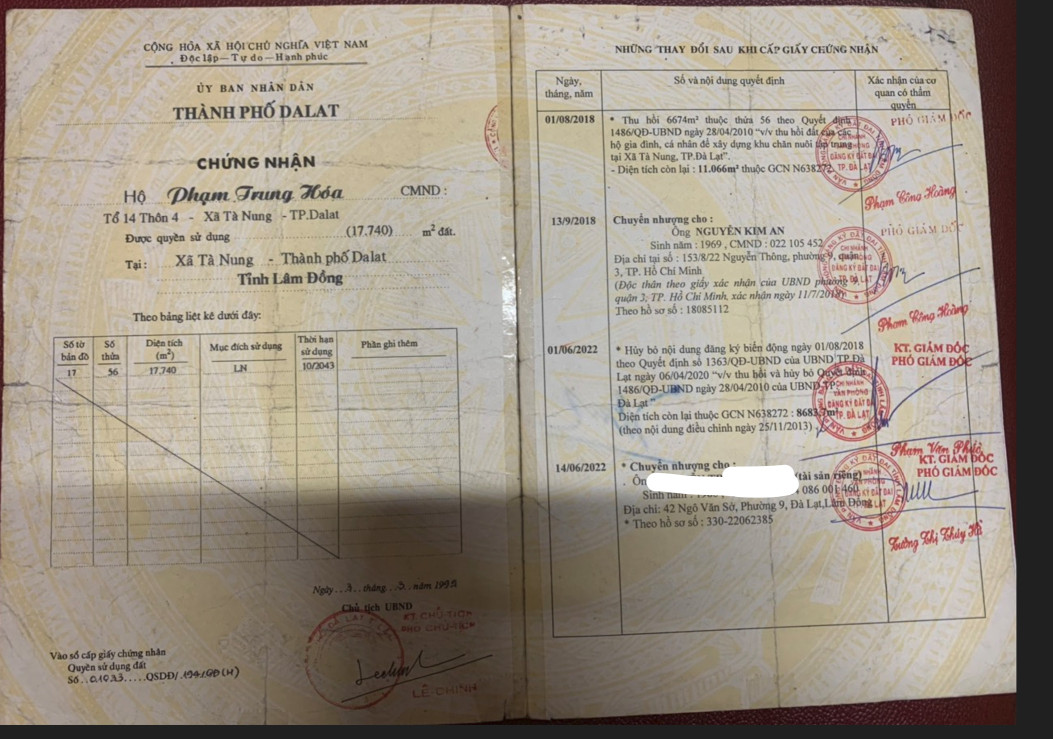 CỘNG HÒA XÃ HỘI CHỦ NGHĨA VIỆT NAM
Độc lập — Tự do — Hạnh phúc
ỦY BAN NHÂN DÂN
THÀNH PHỐ DALAT
CHỨNG NHẬN
Hộ Phạm Trung Hóa CMND :
Tổ 14 Thôn 4 - Xã Tà Nung - TP.Dalat
Được quyền sử dụng (17.740) m² đất.
Tại : Xã Tà Nung - Thành phố Dalat
Tỉnh Lâm Đồng
Theo bảng liệt kê dưới đây:
Số tờ bản đồ
Số thửa
Diện tích (m²)
Mục đích sử dụng
Thời hạn sử dụng
Phần ghi thêm
17 56 17.740 LN 10/2043
Chủ tịch UBND
KT. CHỦ-TỊCH
PHÓ CHỦ-TỊCH
LÊ-CHINH
Vào sổ cấp giấy chứng nhận
Quyền sử dụng đất
NHỮNG THAY ĐỔI SAU KHI CẤP GIẤY CHỨNG NHẬN
Ngày, tháng, năm
Số và nội dung quyết định
Xác nhận của cơ quan có thẩm quyền
01/08/2018
* Thu hồi 6674m² thuộc thửa 56 theo Quyết định
1486/QĐ-UBND ngày 28/04/2010 “v/v thu hồi đất của các
hộ gia đình, cá nhân để xây dựng khu chăn nuôi tập trung
tại Xã Tà Nung, TP.Đà Lạt”.
- Diện tích còn lại : 11.066m² thuộc GCN N638272
PHÓ GIÁM ĐỐC
Phạm Công Hoàng
13/9/2018
Chuyển nhượng cho :
Ông NGUYỄN KIM AN
Sinh năm : 1969 , CMND : 022 105 452
Địa chỉ tại số : 153/8/22 Nguyễn Thông, phường 9, quận
3, TP. Hồ Chí Minh
(Độc thân theo giấy xác nhận của UBND phường 9,
quận 3, TP. Hồ Chí Minh, xác nhận ngày 11/7/2018)
Theo hồ sơ số : 18085112
PHÓ GIÁM ĐỐC
Phạm Công Hoàng
01/06/2022
* Hủy bỏ nội dung đăng ký biến động ngày 01/08/2018
theo Quyết định số 1363/QĐ-UBND của UBND TP.Đà
Lạt ngày 06/04/2020 “v/v thu hồi và hủy bỏ Quyết định
1486/QĐ-UBND ngày 28/04/2010 của UBND TP.
Đà Lạt”
Diện tích còn lại thuộc GCN N638272 : 8683,7m²
(theo nội dung điều chỉnh ngày 25/11/2013)
KT. GIÁM ĐỐC
PHÓ GIÁM ĐỐC
Phạm Văn Phước
14/06/2022
* Chuyển nhượng cho :
Ông (tài sản riêng)
Sinh năm : , 086 001 460
Địa chỉ: 42 Ngô Văn Sở, Phường 9, Đà Lạt,Lâm Đồng
* Theo hồ sơ số : 330-22062385
KT. GIÁM ĐỐC
PHÓ GIÁM ĐỐC
Tường Thị Thúy Hà